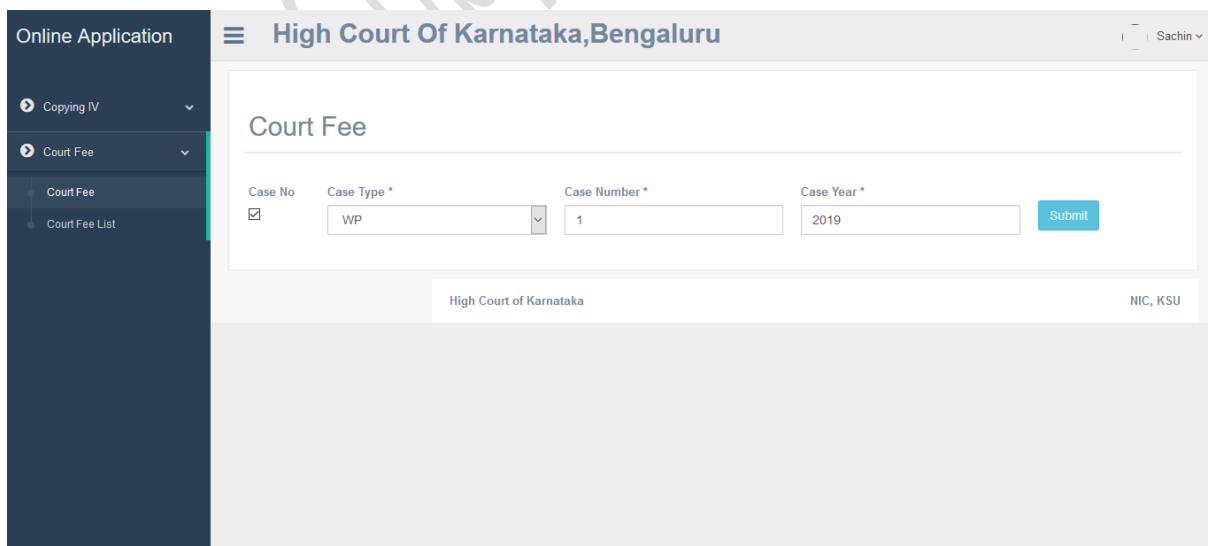 Online Application
High Court Of Karnataka,Bengaluru
Sachin
Copying IV
Court Fee
Court Fee
Court Fee List
Court Fee
Case No
Case Type *
Case Number *
Case Year *
WP
1
2019
Submit
High Court of Karnataka
NIC, KSU